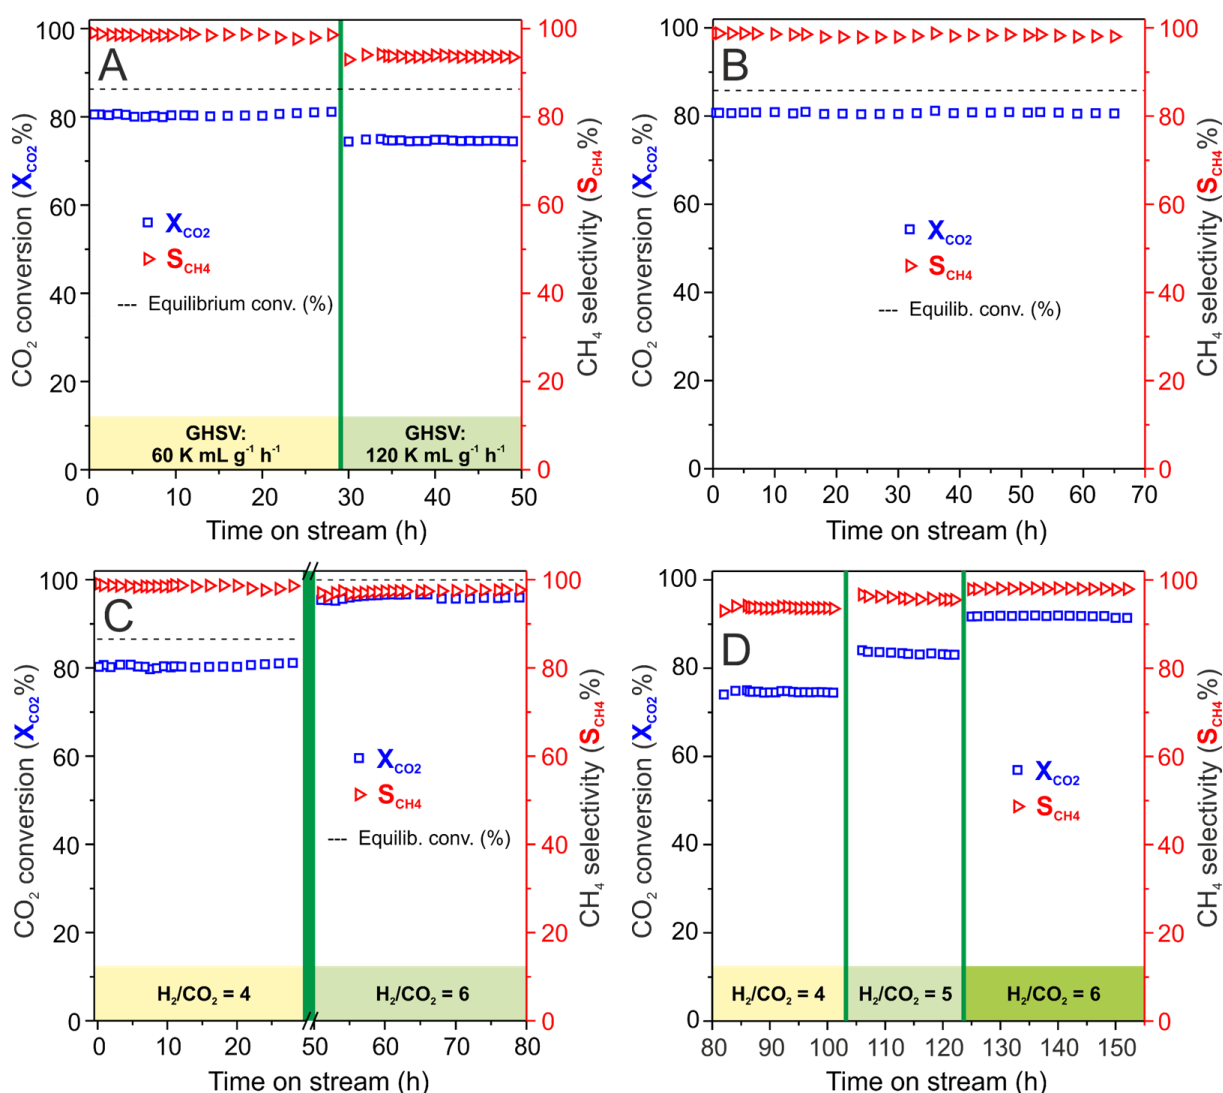 A
CO₂ conversion (X_CO2 %)
100
80
60
40
20
0
X_CO2
S_CH4
--- Equilibrium conv. (%)
GHSV:
60 K mL g⁻¹ h⁻¹
GHSV:
120 K mL g⁻¹ h⁻¹
100
80
60
40
20
0
CH₄ selectivity (S_CH4 %)
0 10 20 30 40 50
Time on stream (h)
B
CO₂ conversion (X_CO2 %)
100
80
60
40
20
0
X_CO2
S_CH4
--- Equilib. conv. (%)
100
80
60
40
20
0
CH₄ selectivity (S_CH4 %)
0 10 20 30 40 50 60 70
Time on stream (h)
C
CO₂ conversion (X_CO2 %)
100
80
60
40
20
0
X_CO2
S_CH4
--- Equilib. conv. (%)
H₂/CO₂ = 4
H₂/CO₂ = 6
100
80
60
40
20
0
CH₄ selectivity (S_CH4 %)
0 10 20 50 60 70 80
Time on stream (h)
D
CO₂ conversion (X_CO2 %)
100
80
60
40
20
0
X_CO2
S_CH4
H₂/CO₂ = 4
H₂/CO₂ = 5
H₂/CO₂ = 6
100
80
60
40
20
0
CH₄ selectivity (S_CH4 %)
80 90 100 110 120 130 140 150
Time on stream (h)